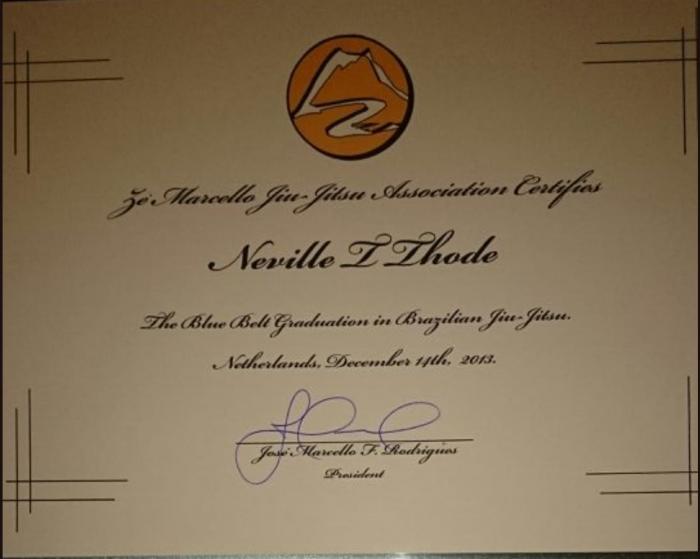 Zé Marcello Jiu-Jitsu Association Certifies
Neville T Thode
The Blue Belt Graduation in Brazilian Jiu-Jitsu.
Netherlands, December 14th, 2013.
José Marcello F. Rodrigues
President